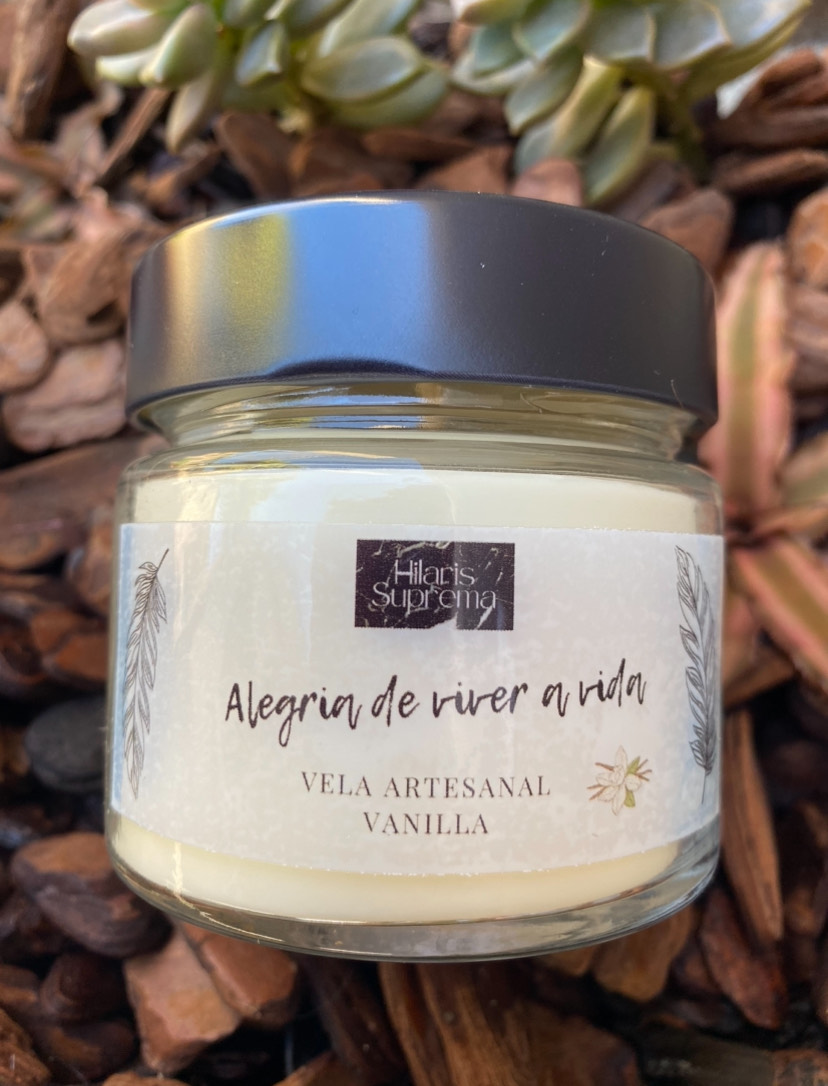 Hilaris
Suprema
Alegria de viver a vida
VELA ARTESANAL
VANILLA